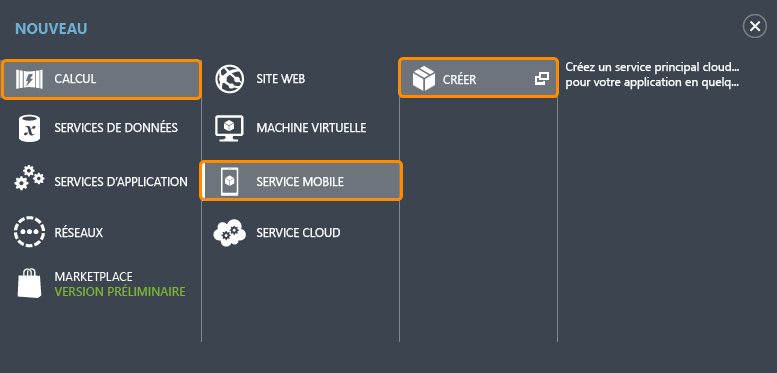 NOUVEAU
CALCUL
SERVICES DE DONNÉES
SERVICES D'APPLICATION
RÉSEAUX
MARKETPLACE
VERSION PRÉLIMINAIRE
SITE WEB
MACHINE VIRTUELLE
SERVICE MOBILE
SERVICE CLOUD
CRÉER
Créez un service principal cloud...
pour votre application en quelq...